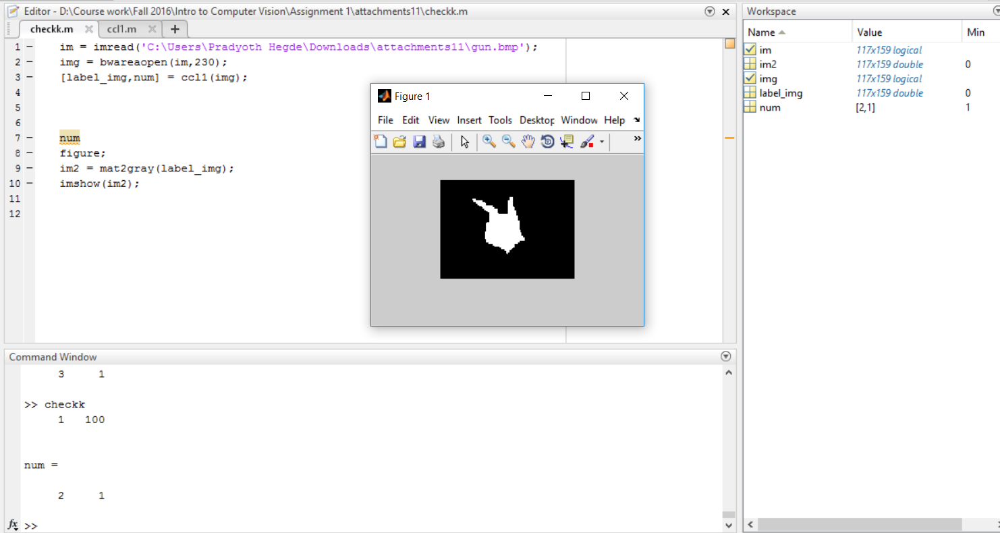 Editor - D:\Course work\Fall 2016\Intro to Computer Vision\Assignment 1\attachments11\checkk.m
checkk.m ccl1.m
1 im = imread('C:\Users\Pradyoth Hegde\Downloads\attachments11\gun.bmp');
2 img = bwareaopen(im,230);
3 [label_img,num] = ccl1(img);
4
5
6
7 num
8 figure;
9 im2 = mat2gray(label_img);
10 imshow(im2);
11
12
Figure 1
File Edit View Insert Tools Desktop Window Help
Command Window
3 1
>> checkk
1 100
num =
2 1
fx >>
Workspace
Name Value Min
im 117x159 logical
im2 117x159 double 0
img 117x159 logical
label_img 117x159 double 0
num [2,1] 1